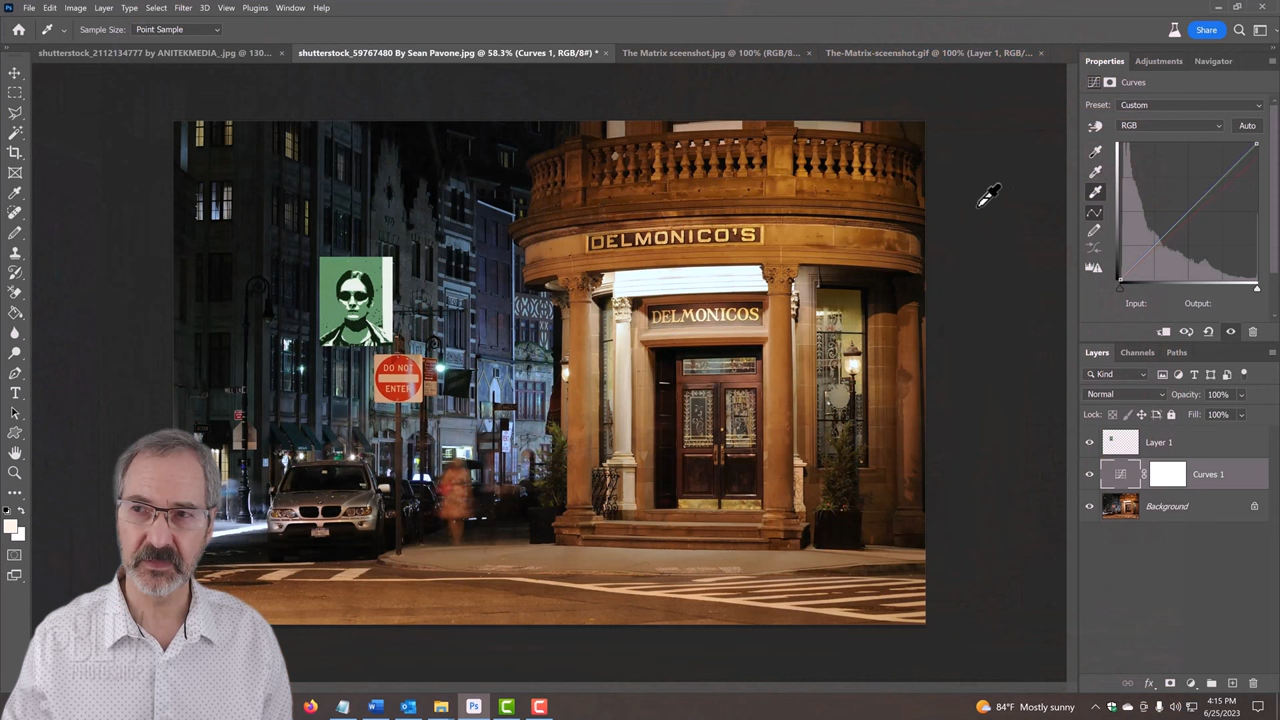 File Edit Image Layer Type Select Filter 3D View Plugins Window Help
Sample Size: Point Sample
Share
shutterstock_2112134777 by ANITEKMEDIA_.jpg @ 130...
shutterstock_59767480 By Sean Pavone.jpg @ 58.3% (Curves 1, RGB/8#) *
The Matrix sceenshot.jpg @ 100% (RGB/8...
The-Matrix-sceenshot.gif @ 100% (Layer 1, RGB/...
Properties Adjustments Navigator
Curves
Preset: Custom
RGB
Auto
Input: Output:
Layers Channels Paths
Kind
Normal
Opacity: 100%
Lock:
Fill: 100%
Layer 1
Curves 1
Background
DELMONICO'S
DELMONICOS
DO NOT
ENTER
PHOTOSHOP
84°F Mostly sunny
4:15 PM
6/25/2023